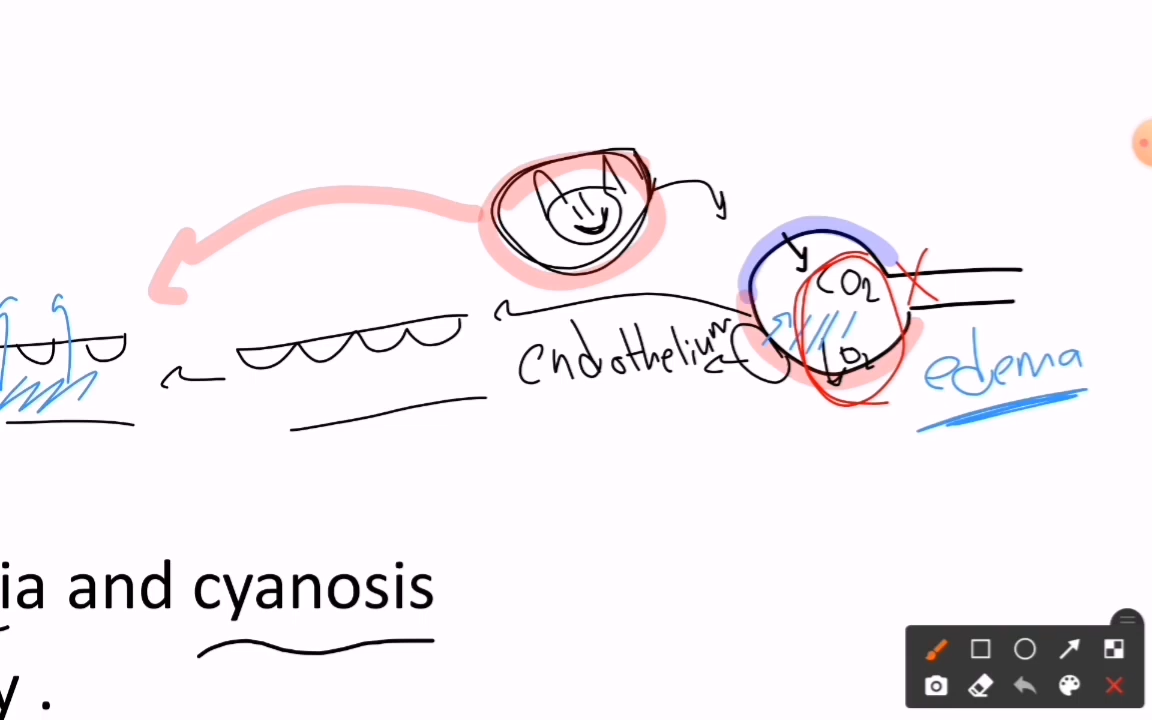 CO2
endothelium
O2
edema
ia and cyanosis
y .